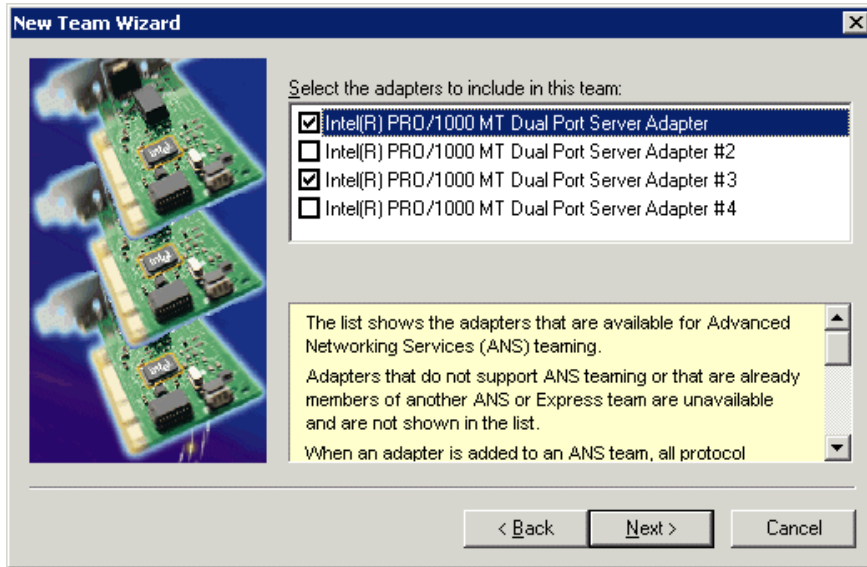 New Team Wizard
Select the adapters to include in this team:
Intel(R) PRO/1000 MT Dual Port Server Adapter
Intel(R) PRO/1000 MT Dual Port Server Adapter #2
Intel(R) PRO/1000 MT Dual Port Server Adapter #3
Intel(R) PRO/1000 MT Dual Port Server Adapter #4
intel
intel
intel
The list shows the adapters that are available for Advanced
Networking Services (ANS) teaming.
Adapters that do not support ANS teaming or that are already
members of another ANS or Express team are unavailable
and are not shown in the list.
When an adapter is added to an ANS team, all protocol
< Back
Next >
Cancel